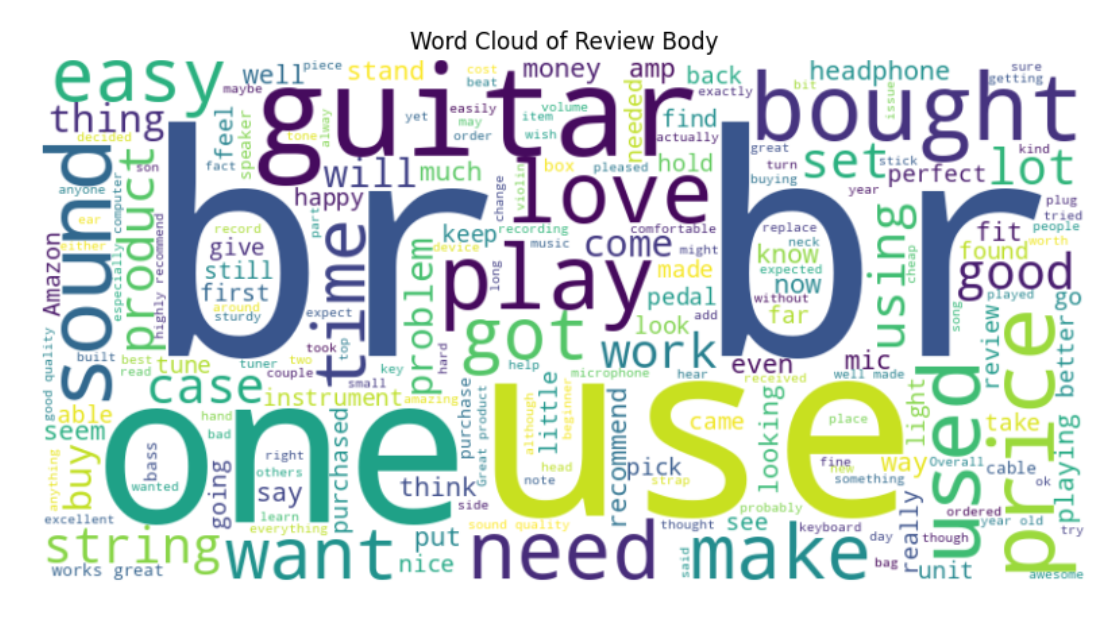 Word Cloud of Review Body
easy
well
piece
maybe
stand
cost
beat
money
amp
back
exactly
headphone
sure
getting
bit
thing
decided
guitar
bought
issue
feel
speaker
tone
alway
yet
easily
may
order
volume
item
wish
needed
find
actually
great
turn
buying
set
stick
perfect
lot
kind
sound
product
son
fact
anyone
ear
either
especially computer
highly recommend
Amazon
br br
will
much
happy
part
time
love
violin
box
pleased
hold
change
comfortable
year
plug
tried
people
worth
record
give
still
first
around
sturdy
expect
keep
device
recording
music
come
might
replace
neck
know
expected
now
without
far
using
cheap
fit
found
good
played
song
go
review
problem
play
long
made
pedal
add
look
got
work
even
mic
good quality
built
best
read
tune
tuner
couple
took
top
two
small
key
hard
help
microphone
hear
received
well made
price
better
case
instrument
amazing
purchase
Great product
although
beginner
little
recommend
came
looking
place
light
used
take
able
seem
hand
bad
buy
one
use
anything
wanted
bass
going
right
others
say
learn
everything
purchased
think
side
note
head
strap
pick
fine
new
something
way
Overall
cable
ok
playing
excellent
string
works great
want
put
nice
sound quality
need
thought
said
see
probably
make
keyboard
day
bag
really
though
unit
ordered
year old
try
awesome